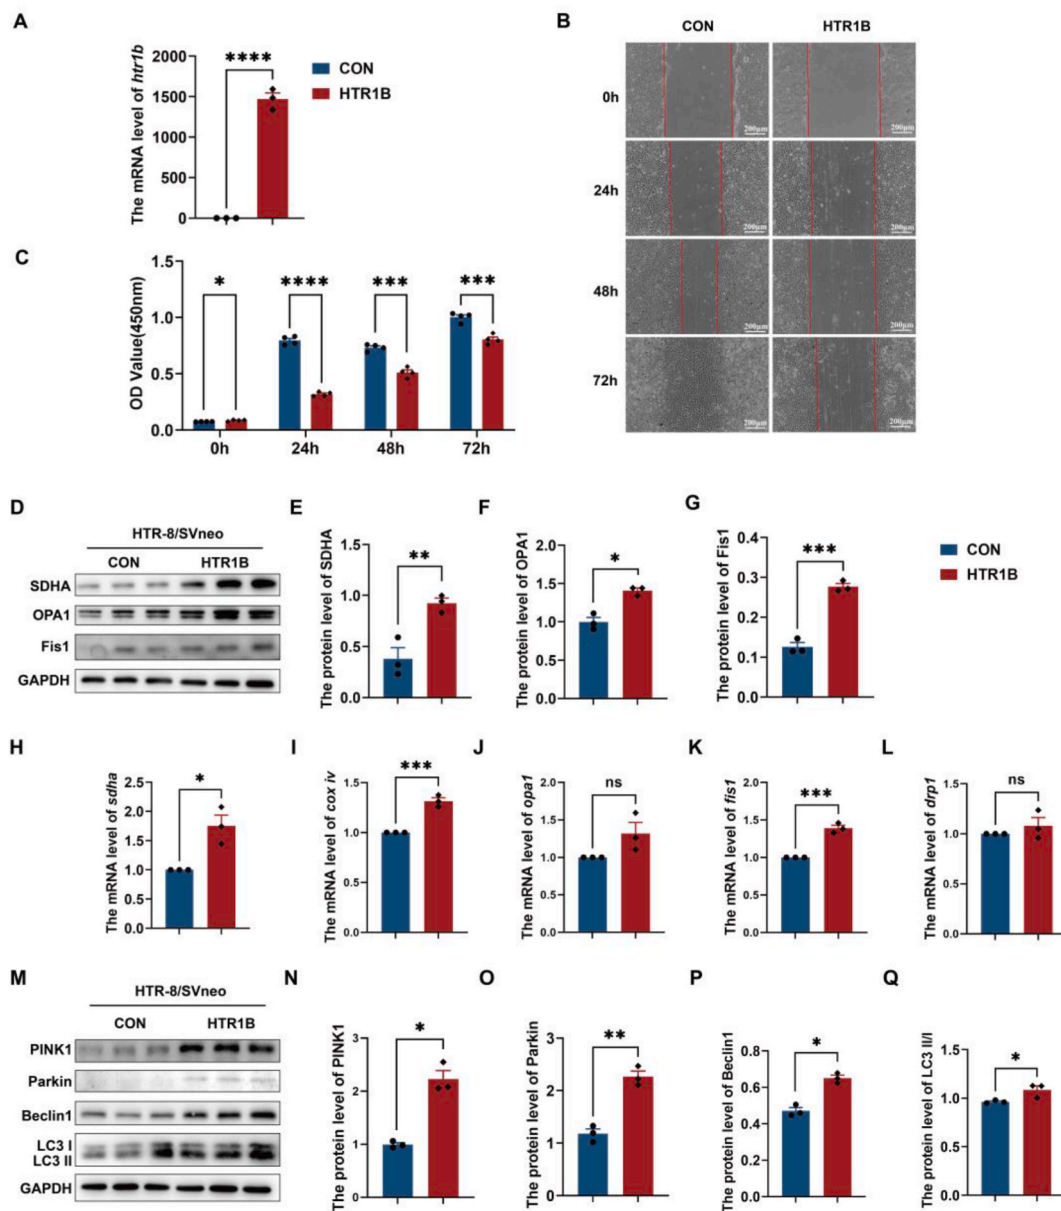 A
The mRNA level of htr1b
2000
1500
1000
500
0
****
CON
HTR1B
B
CON
HTR1B
0h
24h
48h
72h
200μm
200μm
200μm
200μm
200μm
200μm
200μm
200μm
C
OD Value(450nm)
1.5
1.0
0.5
0.0
*
****
***
***
0h
24h
48h
72h
D
HTR-8/SVneo
CON
HTR1B
SDHA
OPA1
Fis1
GAPDH
E
The protein level of SDHA
1.5
1.0
0.5
0.0
**
F
The protein level of OPA1
2.0
1.5
1.0
0.5
0.0
*
G
The protein level of Fis1
0.4
0.3
0.2
0.1
0.0
***
CON
HTR1B
H
The mRNA level of sdha
2.5
2.0
1.5
1.0
0.5
0.0
*
I
The mRNA level of cox iv
2.0
1.5
1.0
0.5
0.0
***
J
The mRNA level of opa1
2.0
1.5
1.0
0.5
0.0
ns
K
The mRNA level of fis1
2.0
1.5
1.0
0.5
0.0
***
L
The mRNA level of drp1
2.0
1.5
1.0
0.5
0.0
ns
M
HTR-8/SVneo
CON
HTR1B
PINK1
Parkin
Beclin1
LC3 I
LC3 II
GAPDH
N
The protein level of PINK1
3
2
1
0
*
O
The protein level of Parkin
3
2
1
0
**
P
The protein level of Beclin1
0.8
0.6
0.4
0.2
0.0
*
Q
The protein level of LC3 II/I
1.5
1.0
0.5
0.0
*